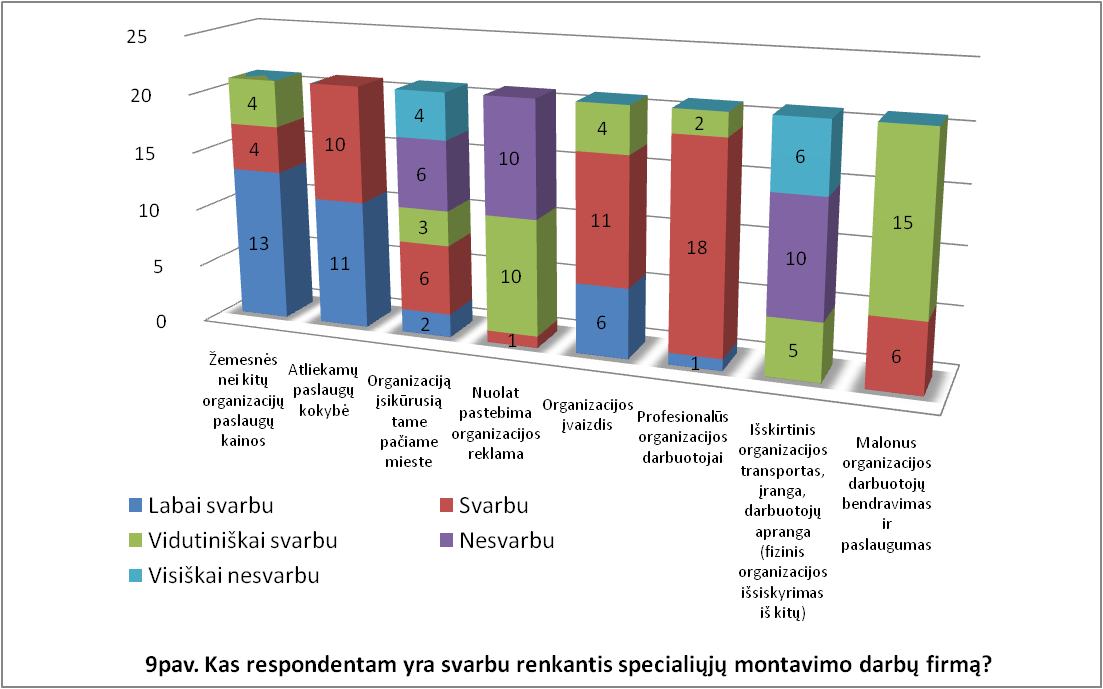 25
20
15
10
5
0
4
4
13
10
11
4
6
3
6
2
10
10
1
4
11
6
2
18
1
6
10
5
15
6
Žemesnės
nei kitų
organizacijų
paslaugų
kainos
Atliekamų
paslaugų
kokybė
Organizaciją
įsikūrusią
tame
pačiame
mieste
Nuolat
pastebima
organizacijos
reklama
Organizacijos
įvaizdis
Profesionalūs
organizacijos
darbuotojai
Išskirtinis
organizacijos
transportas,
įranga,
darbuotojų
apranga
(fizinis
organizacijos
išsiskyrimas
iš kitų)
Malonus
organizacijos
darbuotojų
bendravimas
ir
paslaugumas
Labai svarbu
Svarbu
Vidutiniškai svarbu
Nesvarbu
Visiškai nesvarbu
9pav. Kas respondentam yra svarbu renkantis specialiųjų montavimo darbų firmą?